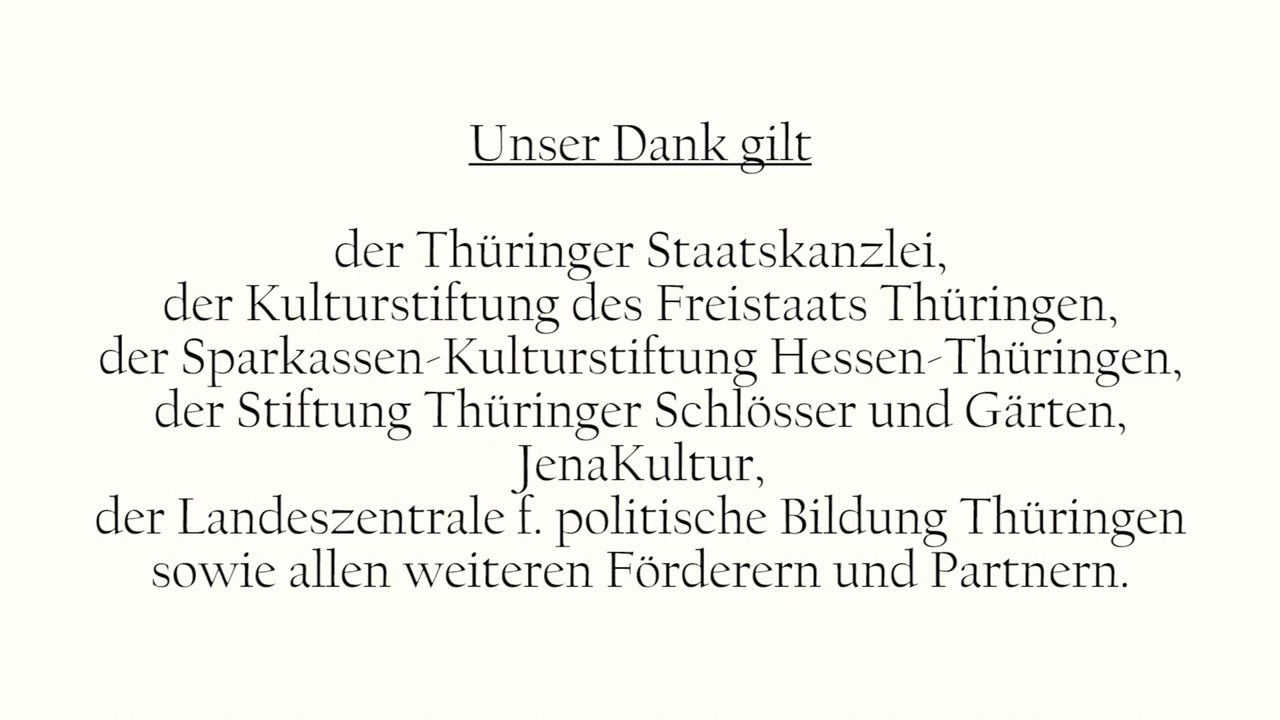 Unser Dank gilt
der Thüringer Staatskanzlei,
der Kulturstiftung des Freistaats Thüringen,
der Sparkassen-Kulturstiftung Hessen-Thüringen,
der Stiftung Thüringer Schlösser und Gärten,
JenaKultur,
der Landeszentrale f. politische Bildung Thüringen
sowie allen weiteren Förderern und Partnern.